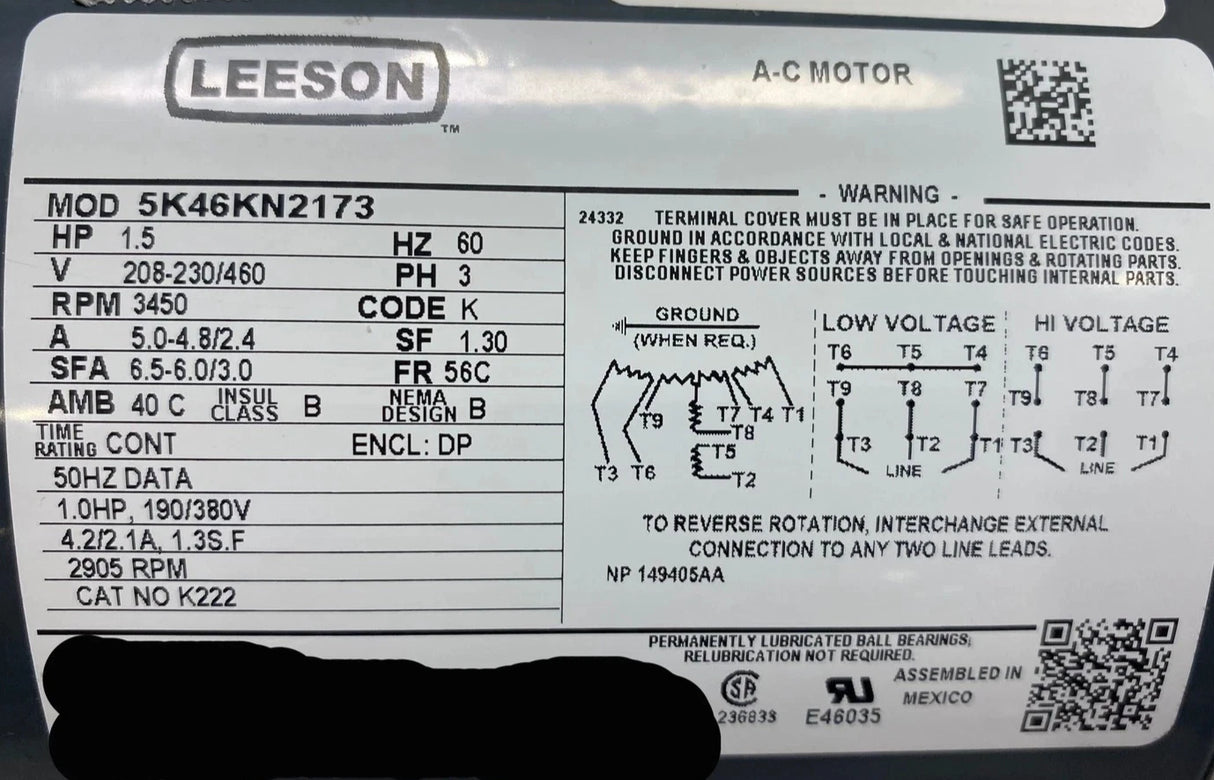 LEESON
TM
A-C MOTOR
MOD 5K46KN2173
HP 1.5 HZ 60
V 208-230/460 PH 3
RPM 3450 CODE K
A 5.0-4.8/2.4 SF 1.30
SFA 6.5-6.0/3.0 FR 56C
AMB 40 C INSUL CLASS B NEMA DESIGN B
TIME RATING CONT ENCL: DP
50HZ DATA
1.0HP, 190/380V
4.2/2.1A, 1.3S.F
2905 RPM
CAT NO K222
- WARNING -
24332 TERMINAL COVER MUST BE IN PLACE FOR SAFE OPERATION.
GROUND IN ACCORDANCE WITH LOCAL & NATIONAL ELECTRIC CODES.
KEEP FINGERS & OBJECTS AWAY FROM OPENINGS & ROTATING PARTS.
DISCONNECT POWER SOURCES BEFORE TOUCHING INTERNAL PARTS.
GROUND
(WHEN REQ.)
T9 T7 T4 T1
T8
T5
T3 T6 T2
LOW VOLTAGE
T6 T5 T4
T9 T8 T7
T3 T2 T1
LINE
HI VOLTAGE
T6 T5 T4
T9 T8 T7
T3 T2 T1
LINE
TO REVERSE ROTATION, INTERCHANGE EXTERNAL
CONNECTION TO ANY TWO LINE LEADS.
NP 149405AA
PERMANENTLY LUBRICATED BALL BEARINGS;
RELUBRICATION NOT REQUIRED.
SA RU ASSEMBLED IN
MEXICO
E46035